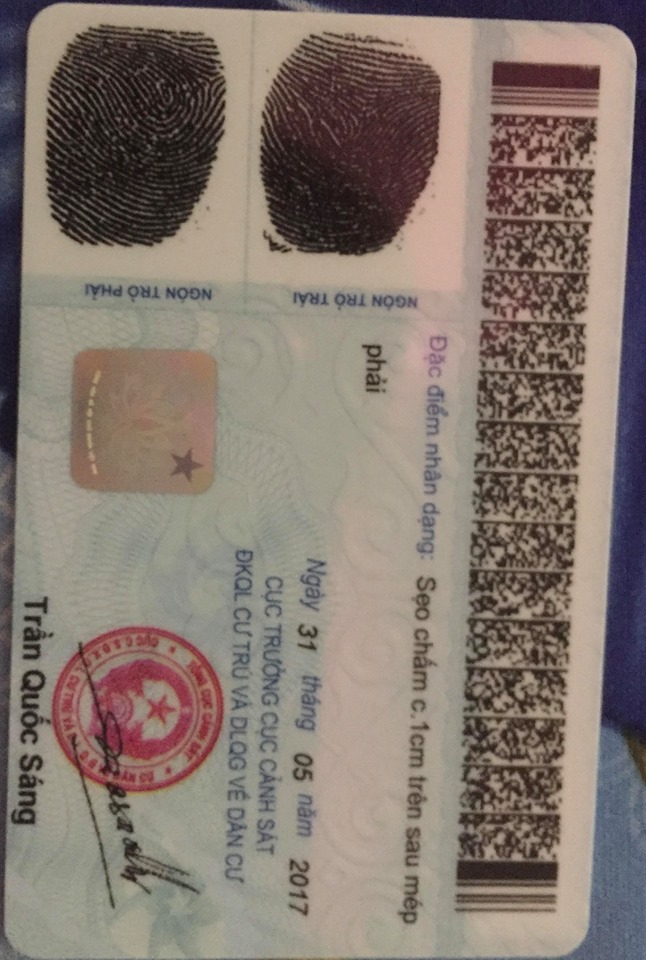 Đặc điểm nhân dạng: Sẹo chấm c.1cm trên sau mép
phải
Ngày 31 tháng 05 năm 2017
CỤC TRƯỞNG CỤC CẢNH SÁT
ĐKQL CƯ TRÚ VÀ DLQG VỀ DÂN CƯ
Trần Quốc Sáng
NGÓN TRỎ TRÁI
NGÓN TRỎ PHẢI